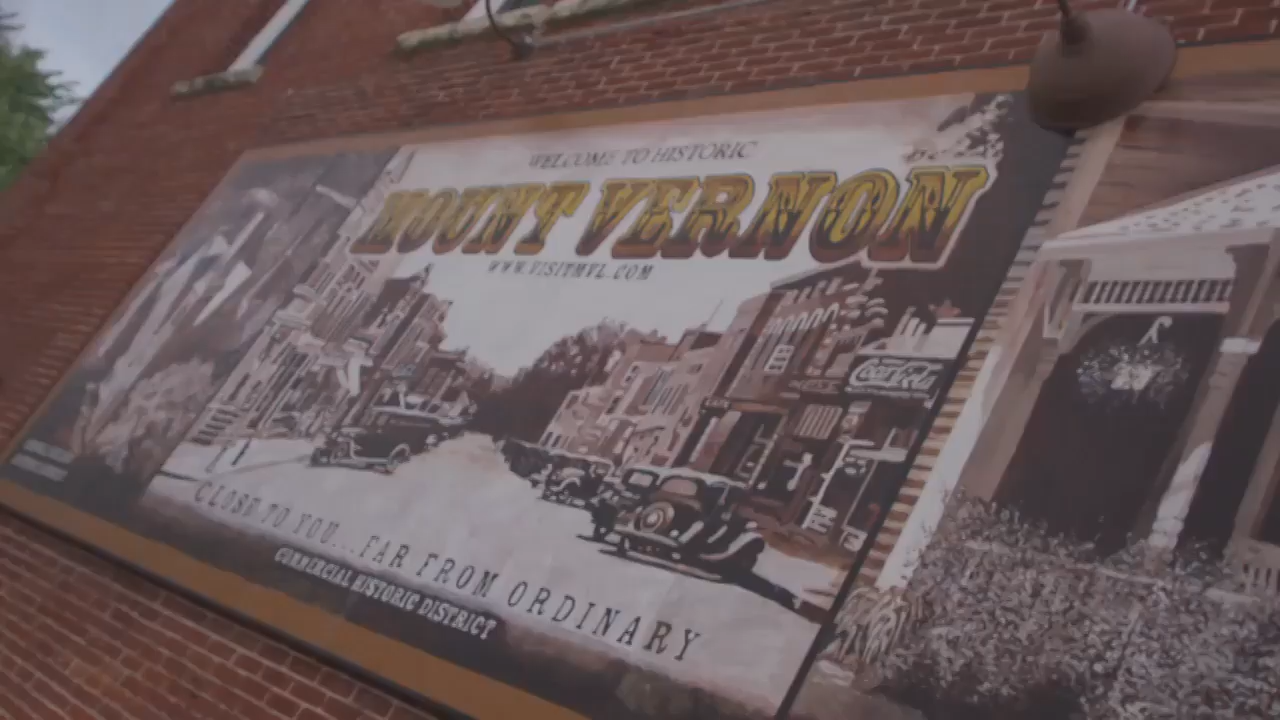 WELCOME TO HISTORIC
MOUNT VERNON
WWW.VISITMVL.COM
Coca-Cola
CLOSE TO YOU...FAR FROM ORDINARY
COMMERCIAL HISTORIC DISTRICT